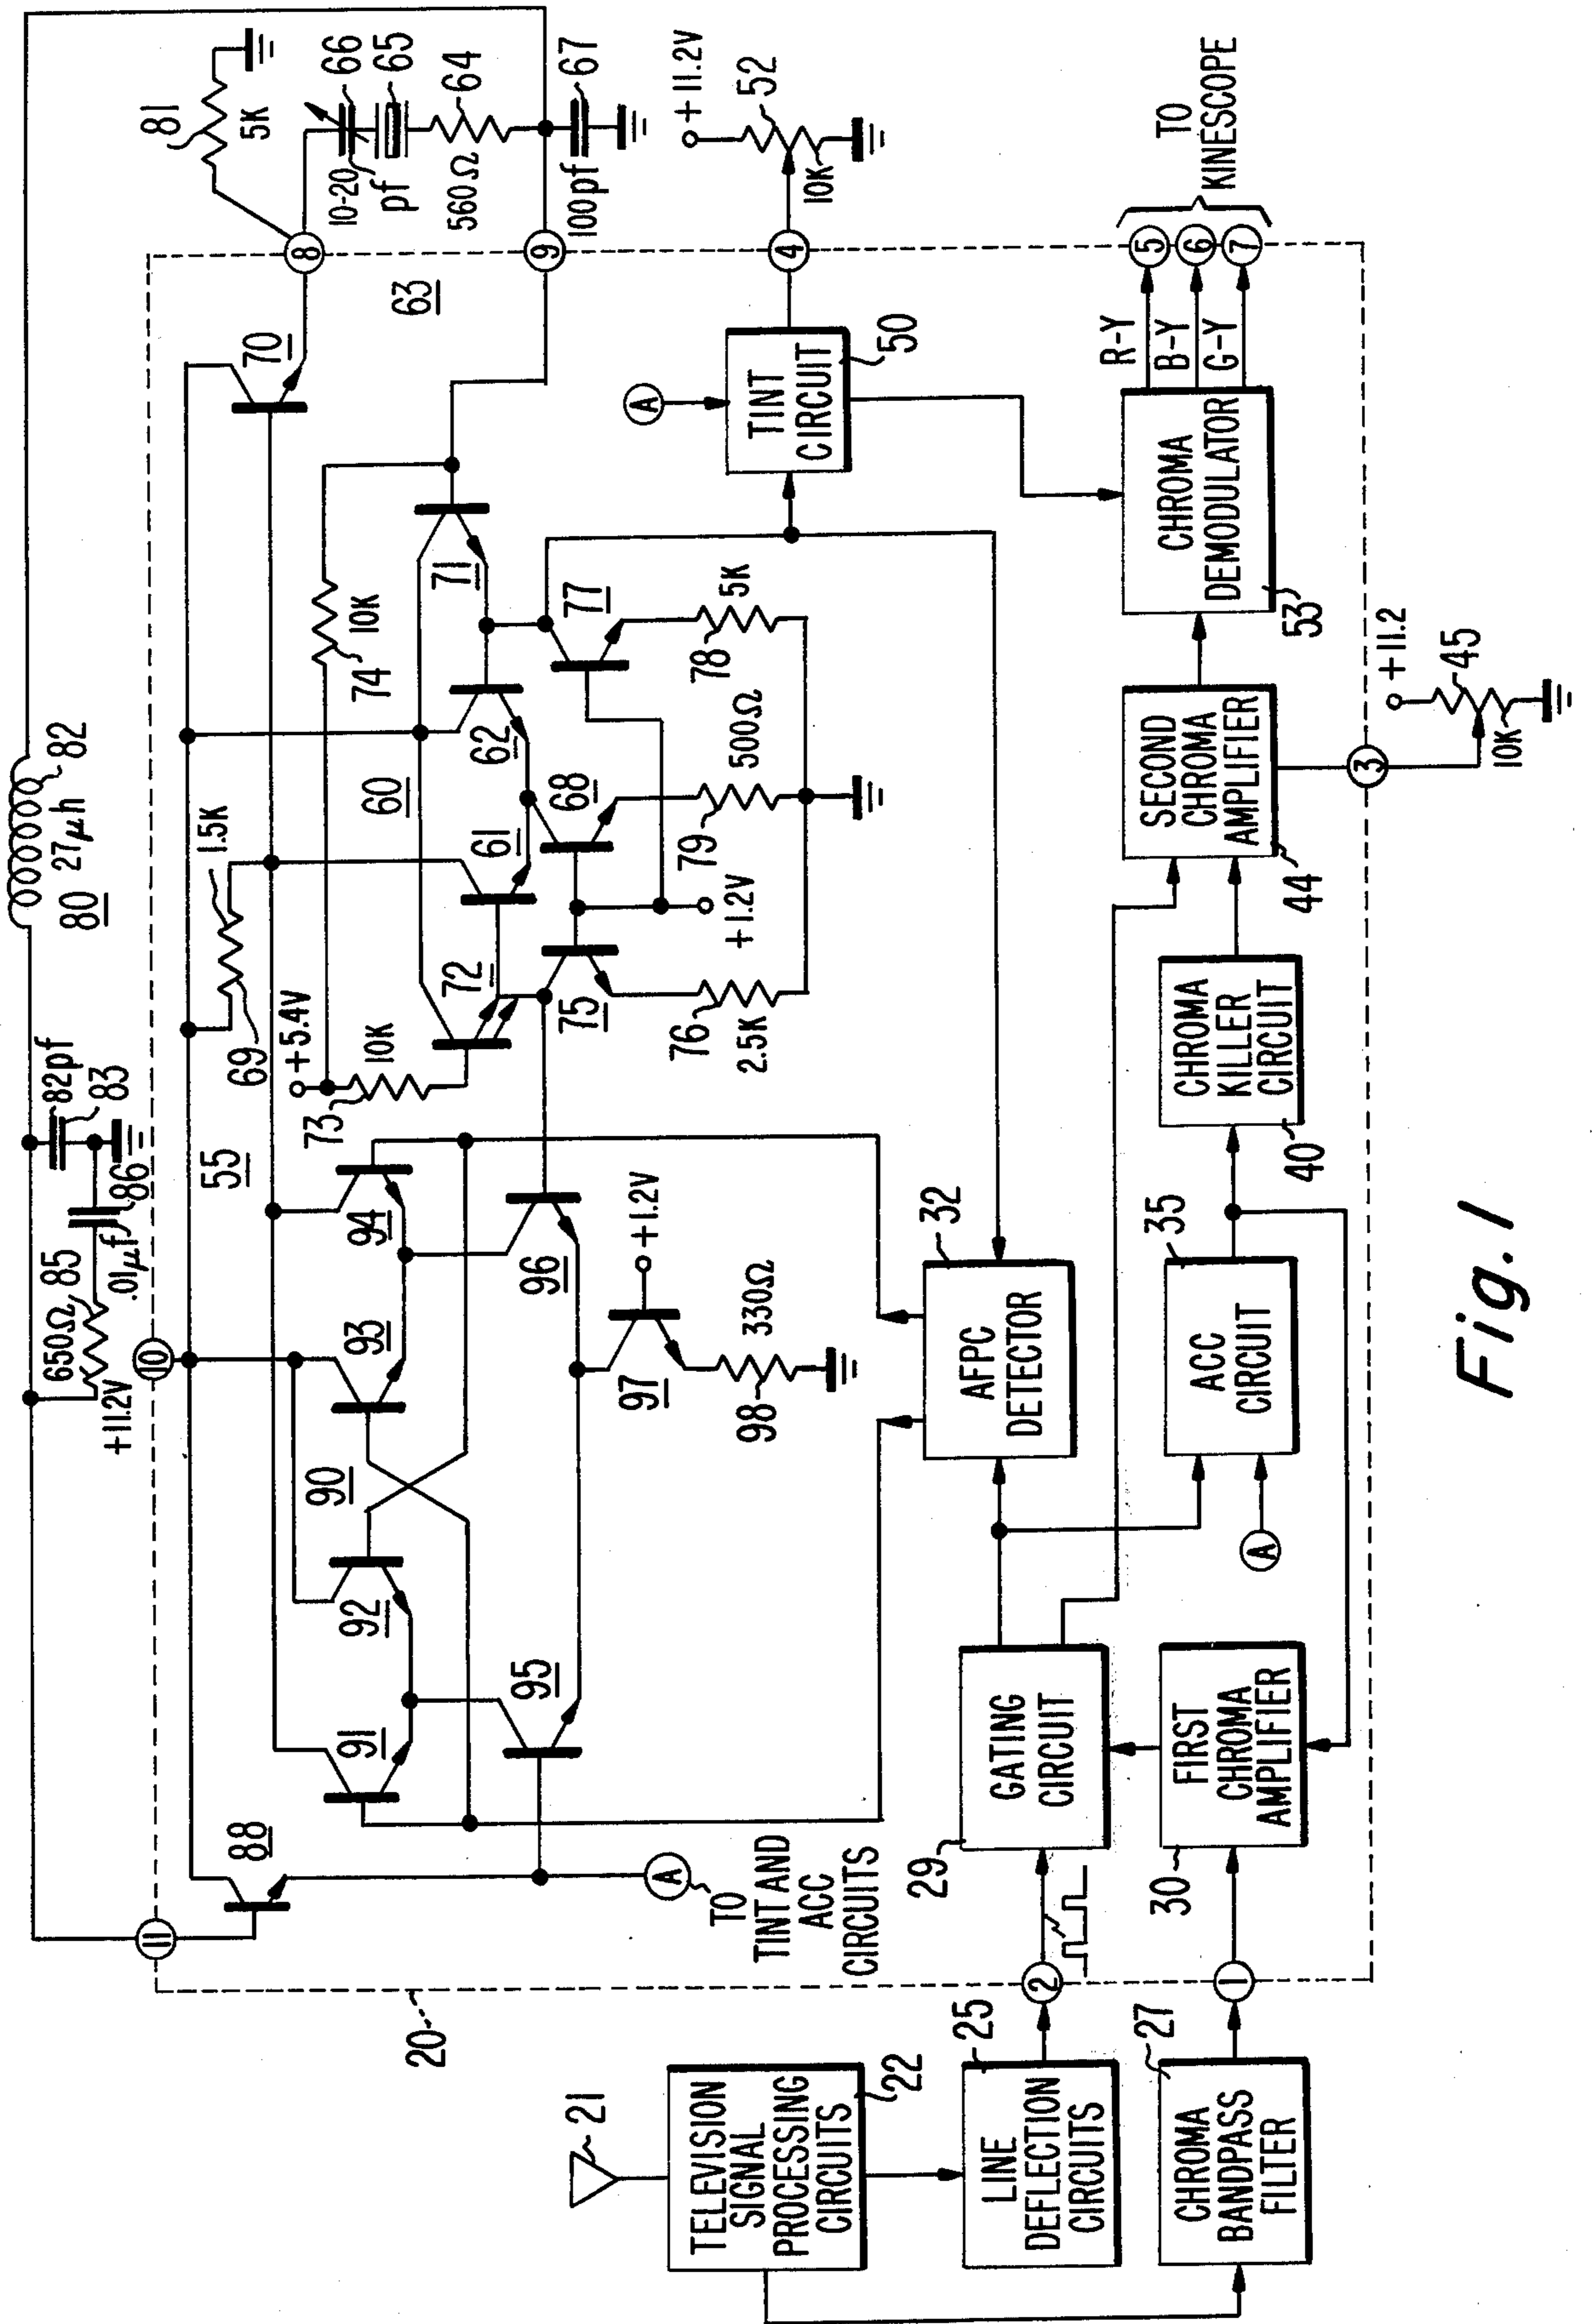 80 27μh 82
81
5K
66
65
10-20
pf
64
560Ω
67
100pf
+11.2V
52
10K
TO
KINESCOPE
8
9
4
5
6
7
63
70
A
TINT
CIRCUIT
50
R-Y
B-Y
G-Y
CHROMA
DEMODULATOR
53
71
74
10K
77
78
5K
62
60
68
500Ω
79
61
+1.2V
1.5K
69
72
75
76
2.5K
+5.4V
10K
73
SECOND
CHROMA
AMPLIFIER
44
3
+11.2
45
10K
CHROMA
KILLER
CIRCUIT
40
82pf
83
86
.01μf
85
650Ω
10
+11.2V
55
94
93
96
+1.2V
97
330Ω
98
90
92
91
95
32
AFPC
DETECTOR
35
ACC
CIRCUIT
A
29
GATING
CIRCUIT
30
FIRST
CHROMA
AMPLIFIER
88
11
A
TO
TINT AND
ACC
CIRCUITS
20
2
1
21
TELEVISION
SIGNAL
PROCESSING
CIRCUITS
22
25
LINE
DEFLECTION
CIRCUITS
27
CHROMA
BANDPASS
FILTER
Fig. 1